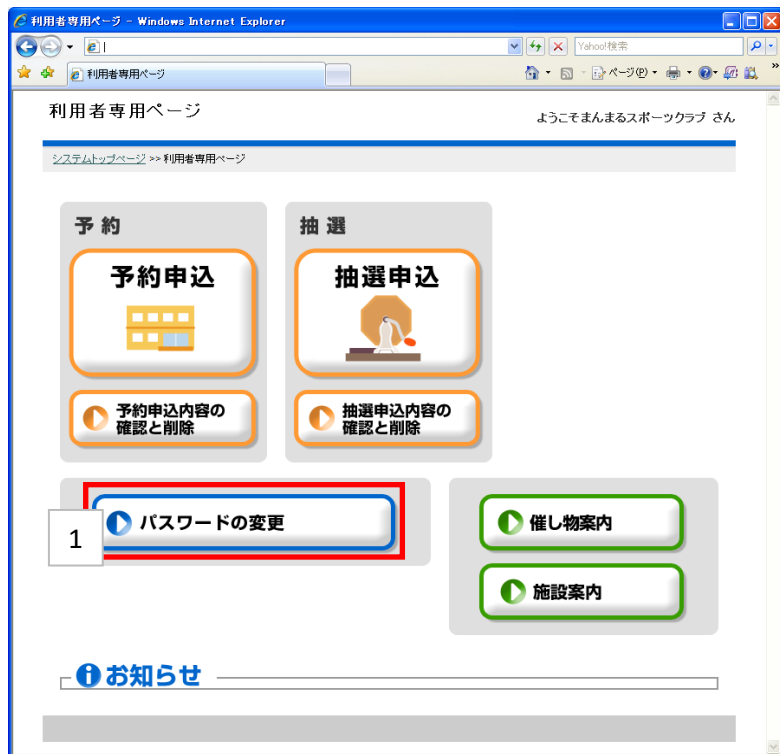 利用者専用ページ - Windows Internet Explorer
Yahoo!検索
利用者専用ページ
ページ(P)
利用者専用ページ
ようこそまんまるスポーツクラブ さん
システムトップページ >> 利用者専用ページ
予約
抽選
予約申込
抽選申込
予約申込内容の
確認と削除
抽選申込内容の
確認と削除
1
パスワードの変更
催し物案内
施設案内
お知らせ